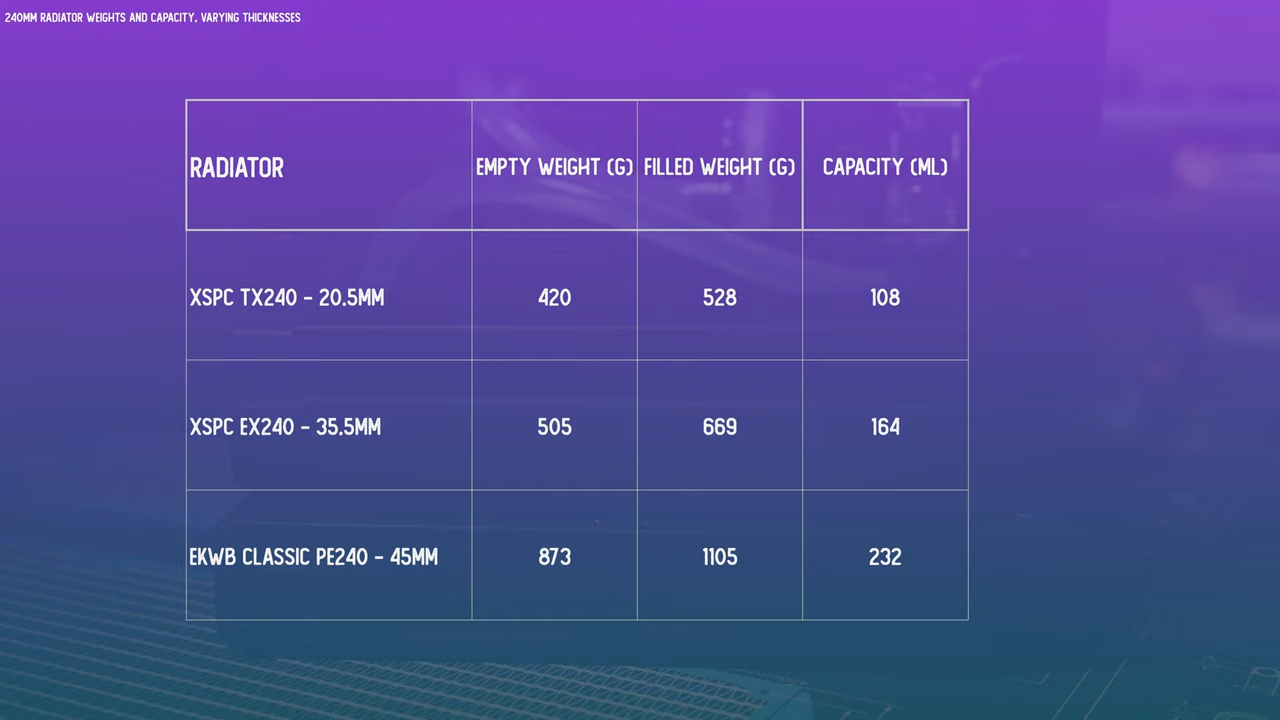 240MM RADIATOR WEIGHTS AND CAPACITY, VARYING THICKNESSES
RADIATOR EMPTY WEIGHT (G) FILLED WEIGHT (G) CAPACITY (ML)
XSPC TX240 - 20.5MM 420 528 108
XSPC EX240 - 35.5MM 505 669 164
EKWB CLASSIC PE240 - 45MM 873 1105 232